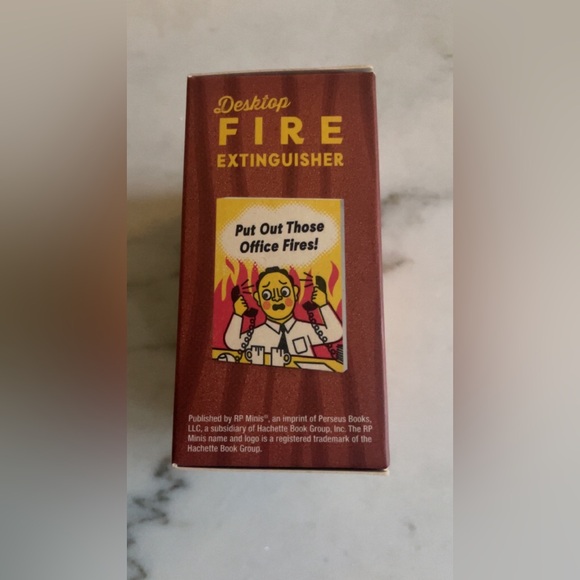 Desktop
FIRE
EXTINGUISHER
Put Out Those
Office Fires!
Published by RP Minis®, an imprint of Perseus Books,
LLC, a subsidiary of Hachette Book Group, Inc. The RP
Minis name and logo is a registered trademark of the
Hachette Book Group.